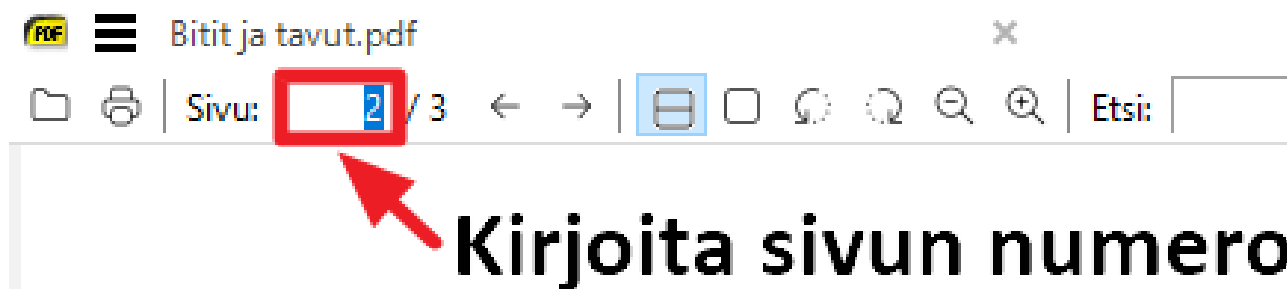 PDF Bitit ja tavut.pdf
Sivu: 2 / 3 Etsi:
Kirjoita sivun numero